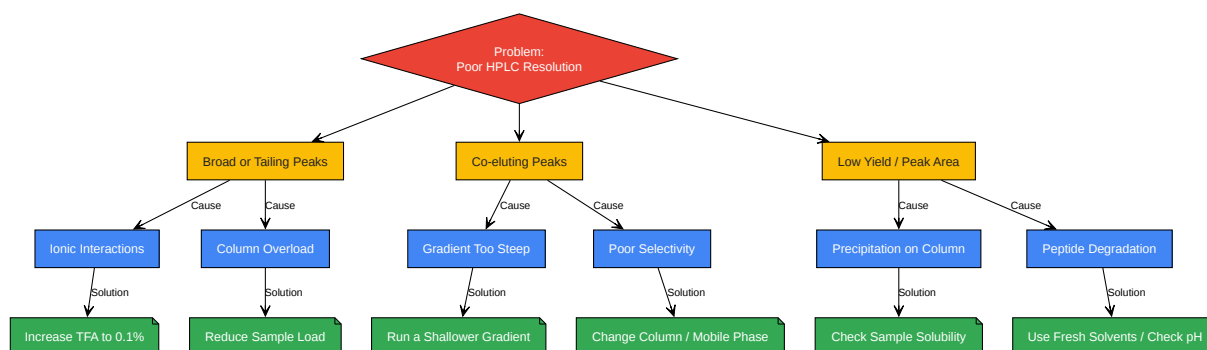 Problem:
Poor HPLC Resolution
Broad or Tailing Peaks
Co-eluting Peaks
Low Yield / Peak Area
Cause
Cause
Cause
Cause
Cause
Cause
Ionic Interactions
Column Overload
Gradient Too Steep
Poor Selectivity
Precipitation on Column
Peptide Degradation
Solution
Solution
Solution
Solution
Solution
Solution
Increase TFA to 0.1%
Reduce Sample Load
Run a Shallower Gradient
Change Column / Mobile Phase
Check Sample Solubility
Use Fresh Solvents / Check pH